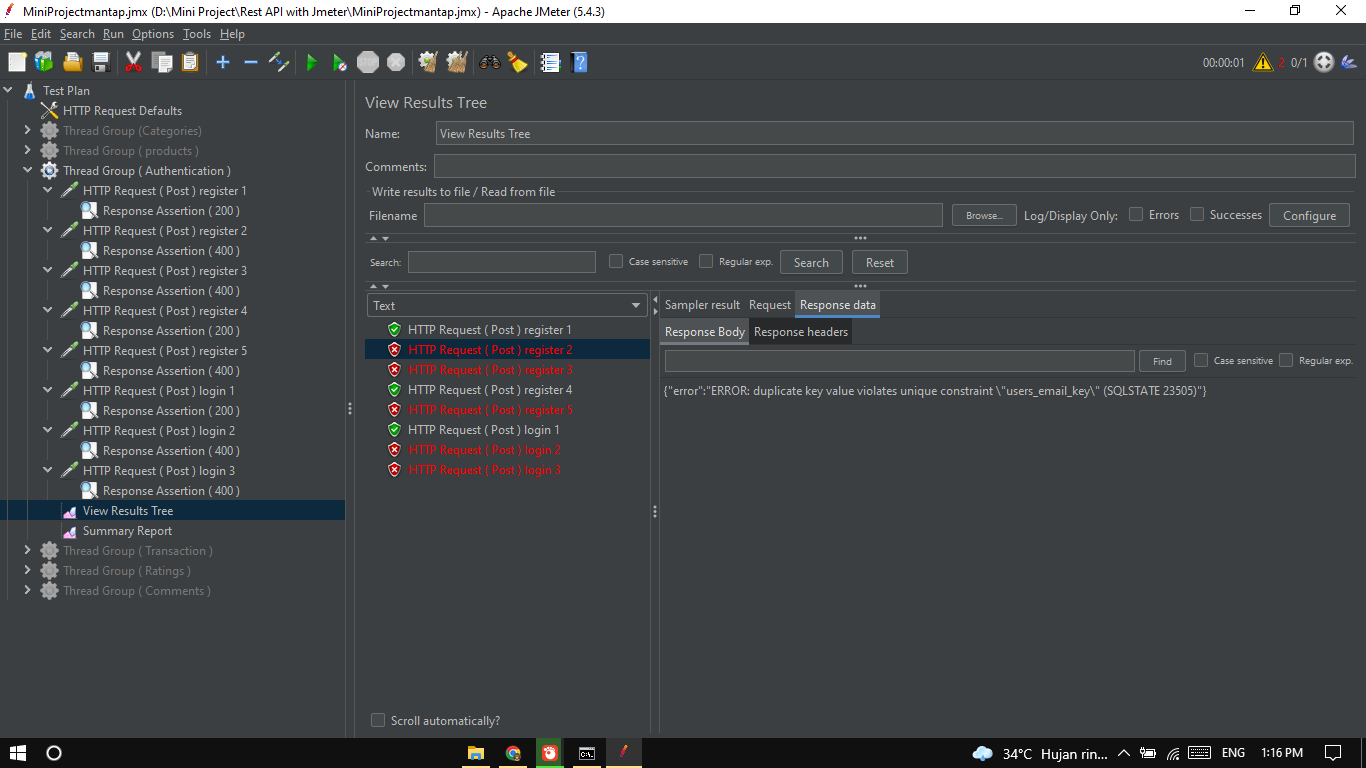 MiniProjectmantap.jmx (D:\Mini Project\Rest API with Jmeter\MiniProjectmantap.jmx) - Apache JMeter (5.4.3)
File Edit Search Run Options Tools Help
STOP
00:00:01 2 0/1
Test Plan
HTTP Request Defaults
Thread Group (Categories)
Thread Group ( products )
Thread Group ( Authentication )
HTTP Request ( Post ) register 1
Response Assertion ( 200 )
HTTP Request ( Post ) register 2
Response Assertion ( 400 )
HTTP Request ( Post ) register 3
Response Assertion ( 400 )
HTTP Request ( Post ) register 4
Response Assertion ( 200 )
HTTP Request ( Post ) register 5
Response Assertion ( 400 )
HTTP Request ( Post ) login 1
Response Assertion ( 200 )
HTTP Request ( Post ) login 2
Response Assertion ( 400 )
HTTP Request ( Post ) login 3
Response Assertion ( 400 )
View Results Tree
Summary Report
Thread Group ( Transaction )
Thread Group ( Ratings )
Thread Group ( Comments )
View Results Tree
Name: View Results Tree
Comments:
Write results to file / Read from file
Filename Browse... Log/Display Only: Errors Successes Configure
Search: Case sensitive Regular exp. Search Reset
Text
HTTP Request ( Post ) register 1
HTTP Request ( Post ) register 2
HTTP Request ( Post ) register 3
HTTP Request ( Post ) register 4
HTTP Request ( Post ) register 5
HTTP Request ( Post ) login 1
HTTP Request ( Post ) login 2
HTTP Request ( Post ) login 3
Scroll automatically?
Sampler result Request Response data
Response Body Response headers
Find Case sensitive Regular exp.
{"error":"ERROR: duplicate key value violates unique constraint \"users_email_key\" (SQLSTATE 23505)"}
34°C Hujan rin... ENG 1:16 PM